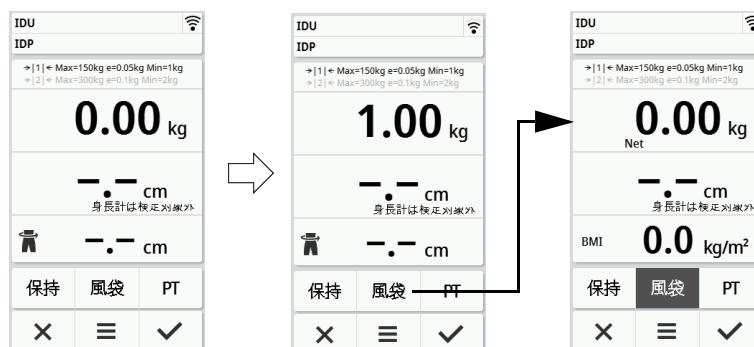 IDU
IDP
→|1|← Max=150kg e=0.05kg Min=1kg
→|2|← Max=300kg e=0.1kg Min=2kg
0.00 kg
-.- cm
身長計は検定対象外
-.- cm
保持 風袋 PT
IDU
IDP
→|1|← Max=150kg e=0.05kg Min=1kg
→|2|← Max=300kg e=0.1kg Min=2kg
1.00 kg
-.- cm
身長計は検定対象外
-.- cm
保持 風袋 PT
IDU
IDP
→|1|← Max=150kg e=0.05kg Min=1kg
→|2|← Max=300kg e=0.1kg Min=2kg
0.00 kg
Net
-.- cm
身長計は検定対象外
BMI 0.0 kg/m²
保持 風袋 PT